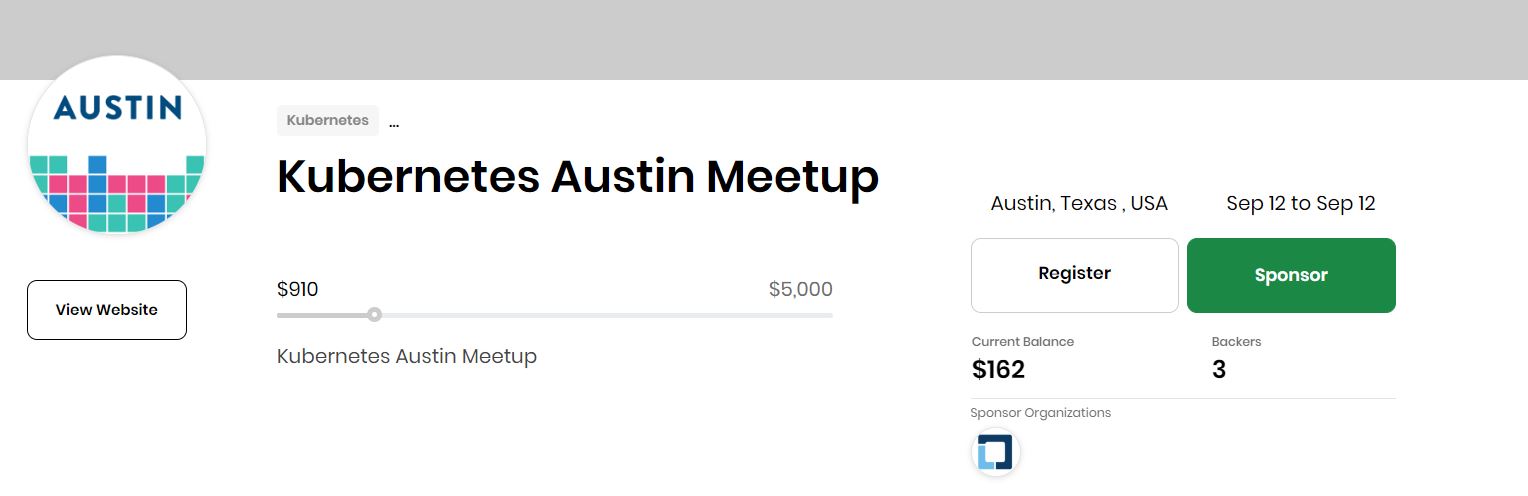 AUSTIN
Kubernetes ...
Kubernetes Austin Meetup
Austin, Texas , USA Sep 12 to Sep 12
Register Sponsor
View Website
$910 $5,000
Kubernetes Austin Meetup
Current Balance Backers
$162 3
Sponsor Organizations